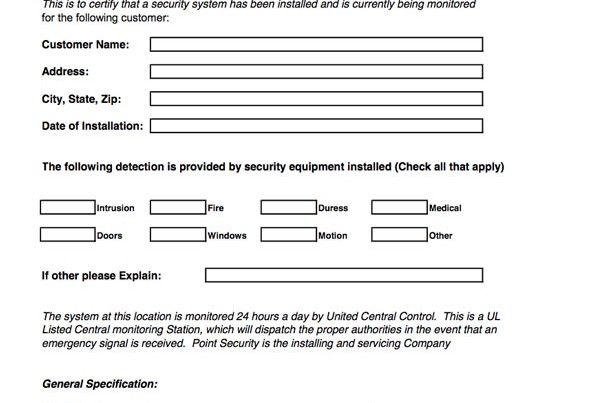 This is to certify that a security system has been installed and is currently being monitored
for the following customer:
Customer Name:
Address:
City, State, Zip:
Date of Installation:
The following detection is provided by security equipment installed (Check all that apply)
Intrusion Fire Duress Medical
Doors Windows Motion Other
If other please Explain:
The system at this location is monitored 24 hours a day by United Central Control. This is a UL
Listed Central monitoring Station, which will dispatch the proper authorities in the event that an
emergency signal is received. Point Security is the installing and servicing Company
General Specification: